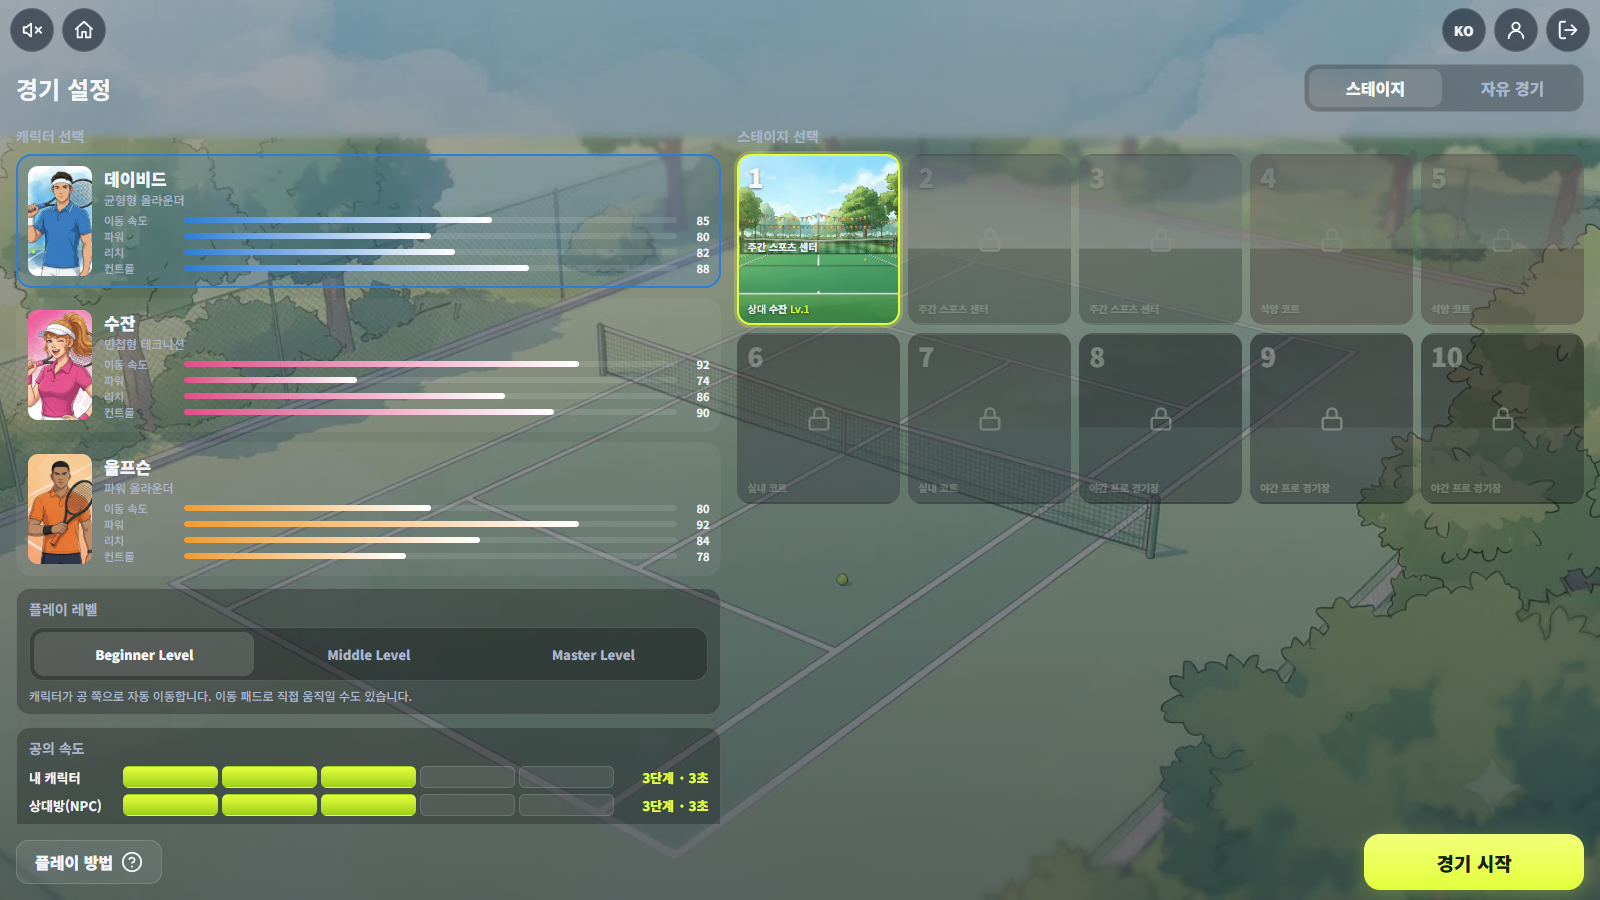 KO
경기 설정
스테이지
자유 경기
캐릭터 선택
데이비드
균형형 올라운더
이동 속도 85
파워 80
리치 82
컨트롤 88
수잔
민첩형 테크니션
이동 속도 92
파워 74
리치 86
컨트롤 90
울프슨
파워 올라운더
이동 속도 80
파워 92
리치 84
컨트롤 78
플레이 레벨
Beginner Level
Middle Level
Master Level
캐릭터가 공 쪽으로 자동 이동합니다. 이동 패드로 직접 움직일 수도 있습니다.
공의 속도
내 캐릭터 3단계 · 3초
상대방(NPC) 3단계 · 3초
플레이 방법
스테이지 선택
1
주간 스포츠 센터
상대 수잔 Lv.1
2
주간 스포츠 센터
3
주간 스포츠 센터
4
석양 코트
5
석양 코트
6
실내 코트
7
실내 코트
8
야간 프로 경기장
9
야간 프로 경기장
10
야간 프로 경기장
경기 시작